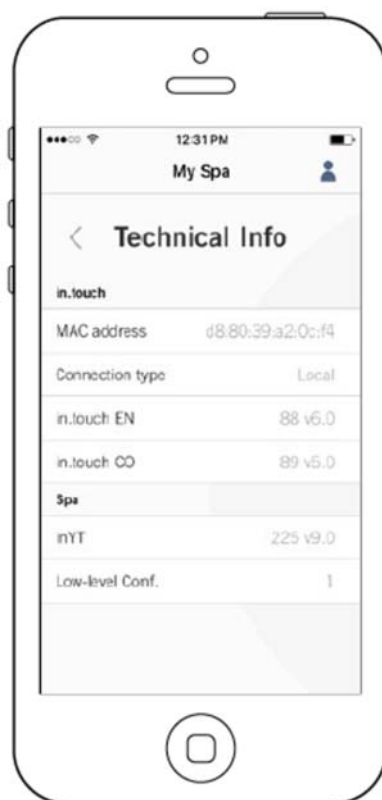 12:31 PM
My Spa
Technical Info
in.touch
MAC address d8:80:39:a2:0c:f4
Connection type Local
in.touch EN 88 v6.0
in.touch CO 89 v5.0
Spa
inYT 225 v9.0
Low-level Conf. 1